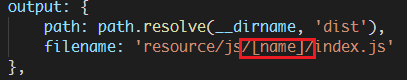 output: {
path: path.resolve(__dirname, 'dist'),
filename: 'resource/js/[name]/index.js'
},